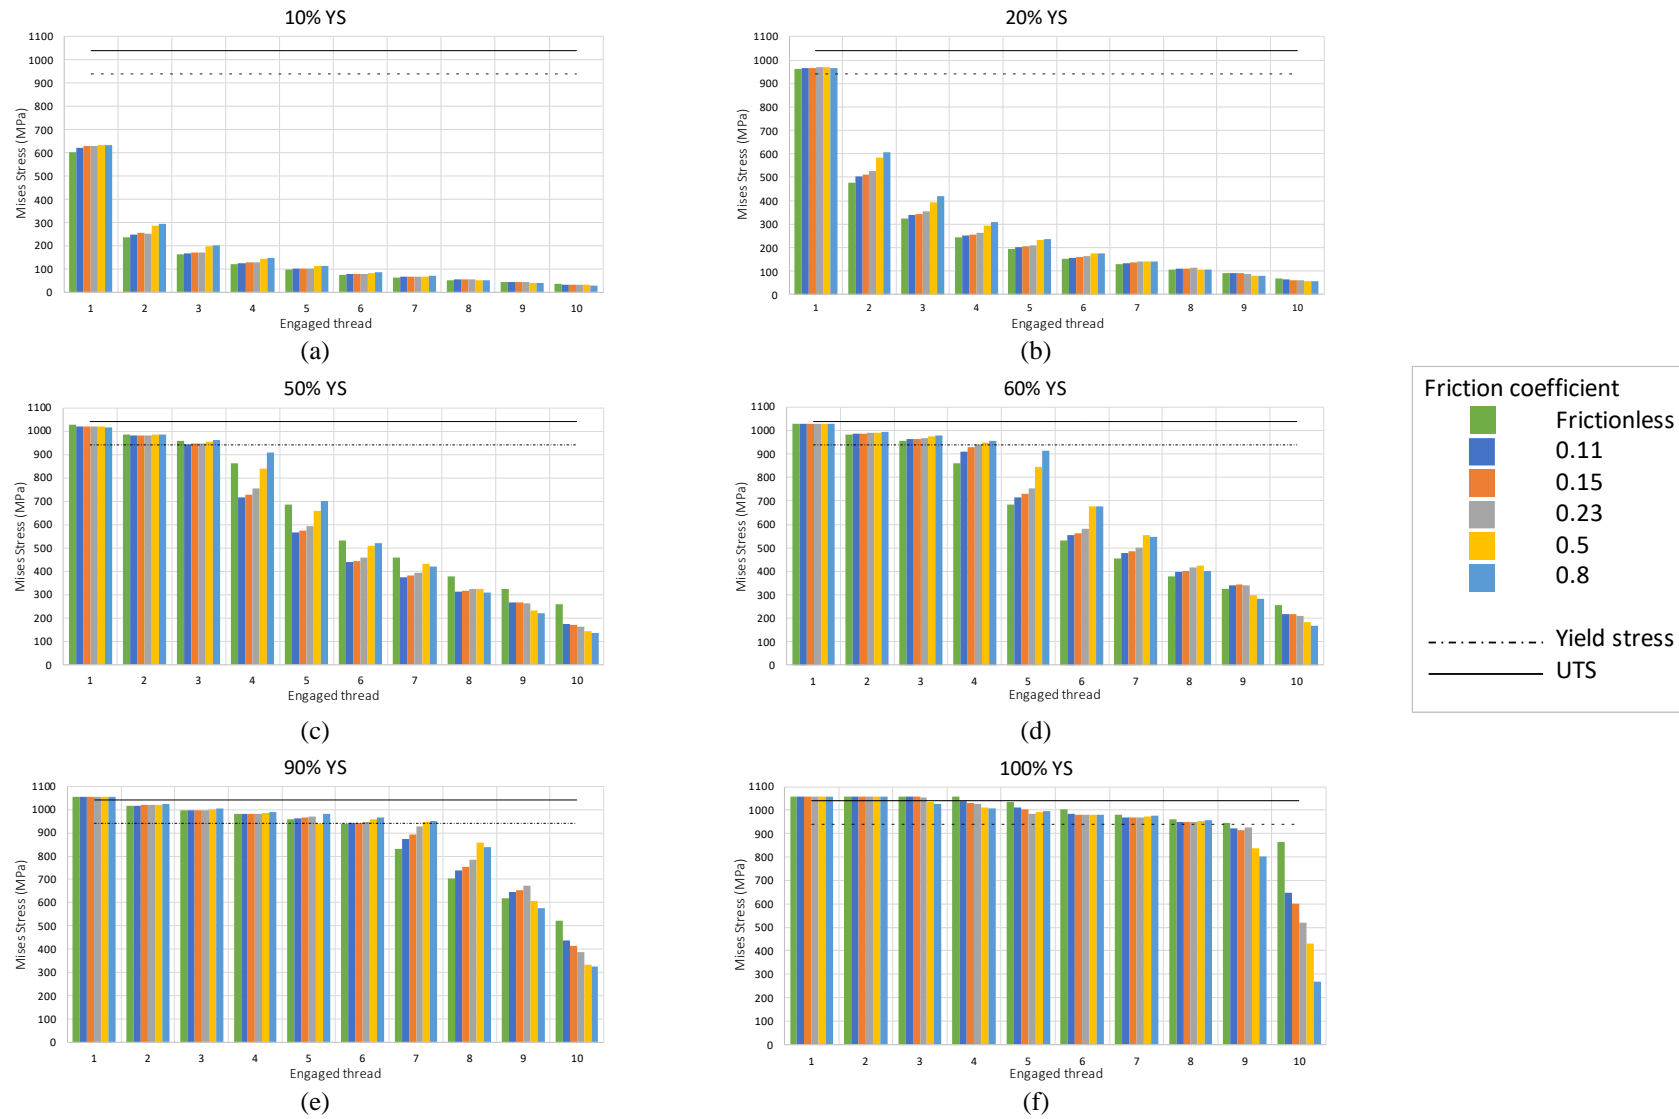 10% YS
1100
1000
900
800
700
600
500
400
300
200
100
0
Mises Stress (MPa)
1 2 3 4 5 6 7 8 9 10
Engaged thread
(a)
20% YS
1100
1000
900
800
700
600
500
400
300
200
100
0
Mises Stress (MPa)
1 2 3 4 5 6 7 8 9 10
Engaged thread
(b)
50% YS
1100
1000
900
800
700
600
500
400
300
200
100
0
Mises Stress (MPa)
1 2 3 4 5 6 7 8 9 10
Engaged thread
(c)
60% YS
1100
1000
900
800
700
600
500
400
300
200
100
0
Mises Stress (MPa)
1 2 3 4 5 6 7 8 9 10
Engaged thread
(d)
Friction coefficient
Frictionless
0.11
0.15
0.23
0.5
0.8
Yield stress
UTS
90% YS
1100
1000
900
800
700
600
500
400
300
200
100
0
Mises Stress (MPa)
1 2 3 4 5 6 7 8 9 10
Engaged thread
(e)
100% YS
1100
1000
900
800
700
600
500
400
300
200
100
0
Mises Stress (MPa)
1 2 3 4 5 6 7 8 9 10
Engaged thread
(f)